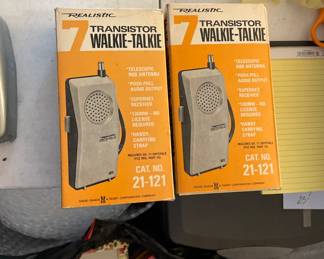 REALISTIC
7 TRANSISTOR
WALKIE-TALKIE
•TELESCOPIC
ROD ANTENNA
•PUSH-PULL
AUDIO OUTPUT
•SUPERHET
RECEIVER
•100MW - NO
LICENSE
REQUIRED
•HANDY
CARRYING
STRAP
CAT. NO.
21-121
REALISTIC
7 TRANSISTOR
WALKIE-TALKIE
•TELESCOPIC
ROD ANTENNA
•PUSH-PULL
AUDIO OUTPUT
•SUPERHET
RECEIVER
•100MW - NO
LICENSE
REQUIRED
•HANDY
CARRYING
STRAP
CAT. NO.
21-121